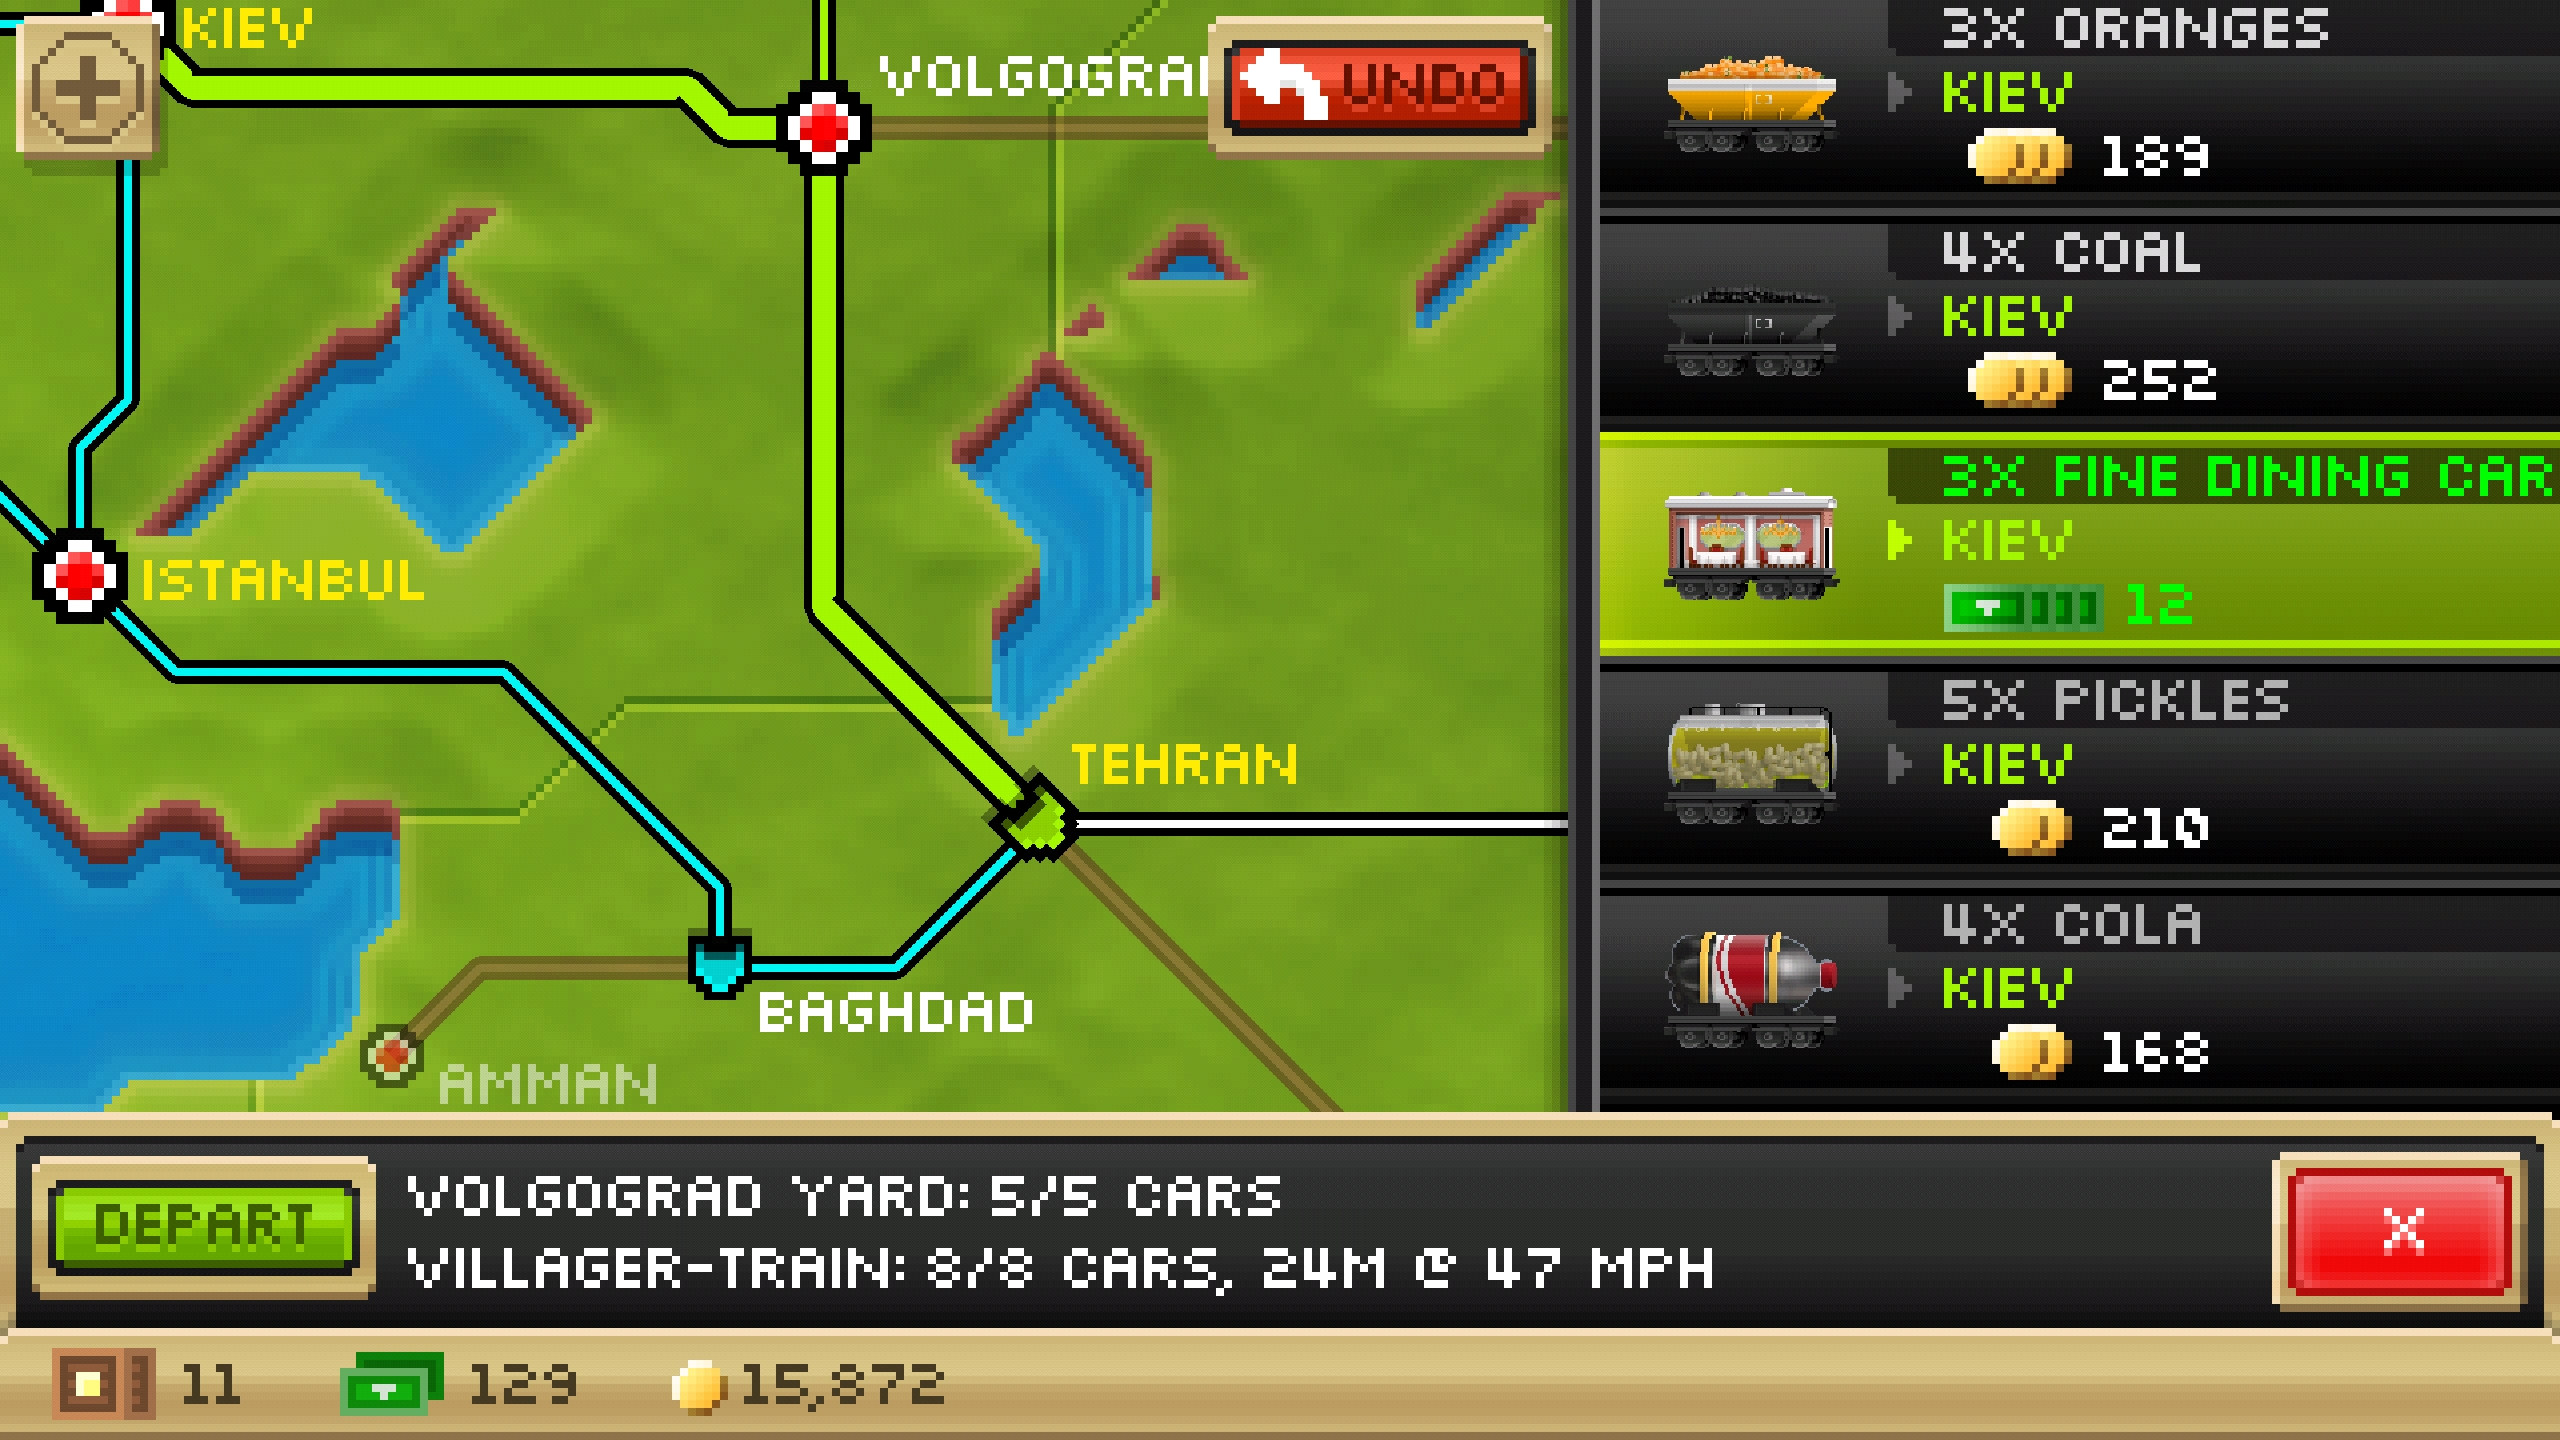 KIEV
VOLGOGRA
UNDO
ISTANBUL
TEHRAN
BAGHDAD
AMMAN
3X ORANGES
KIEV
189
4X COAL
KIEV
252
3X FINE DINING CAR
KIEV
12
5X PICKLES
KIEV
210
4X COLA
KIEV
168
DEPART
VOLGOGRAD YARD: 5/5 CARS
VILLAGER-TRAIN: 8/8 CARS, 24M @ 47 MPH
X
11
129
15,872